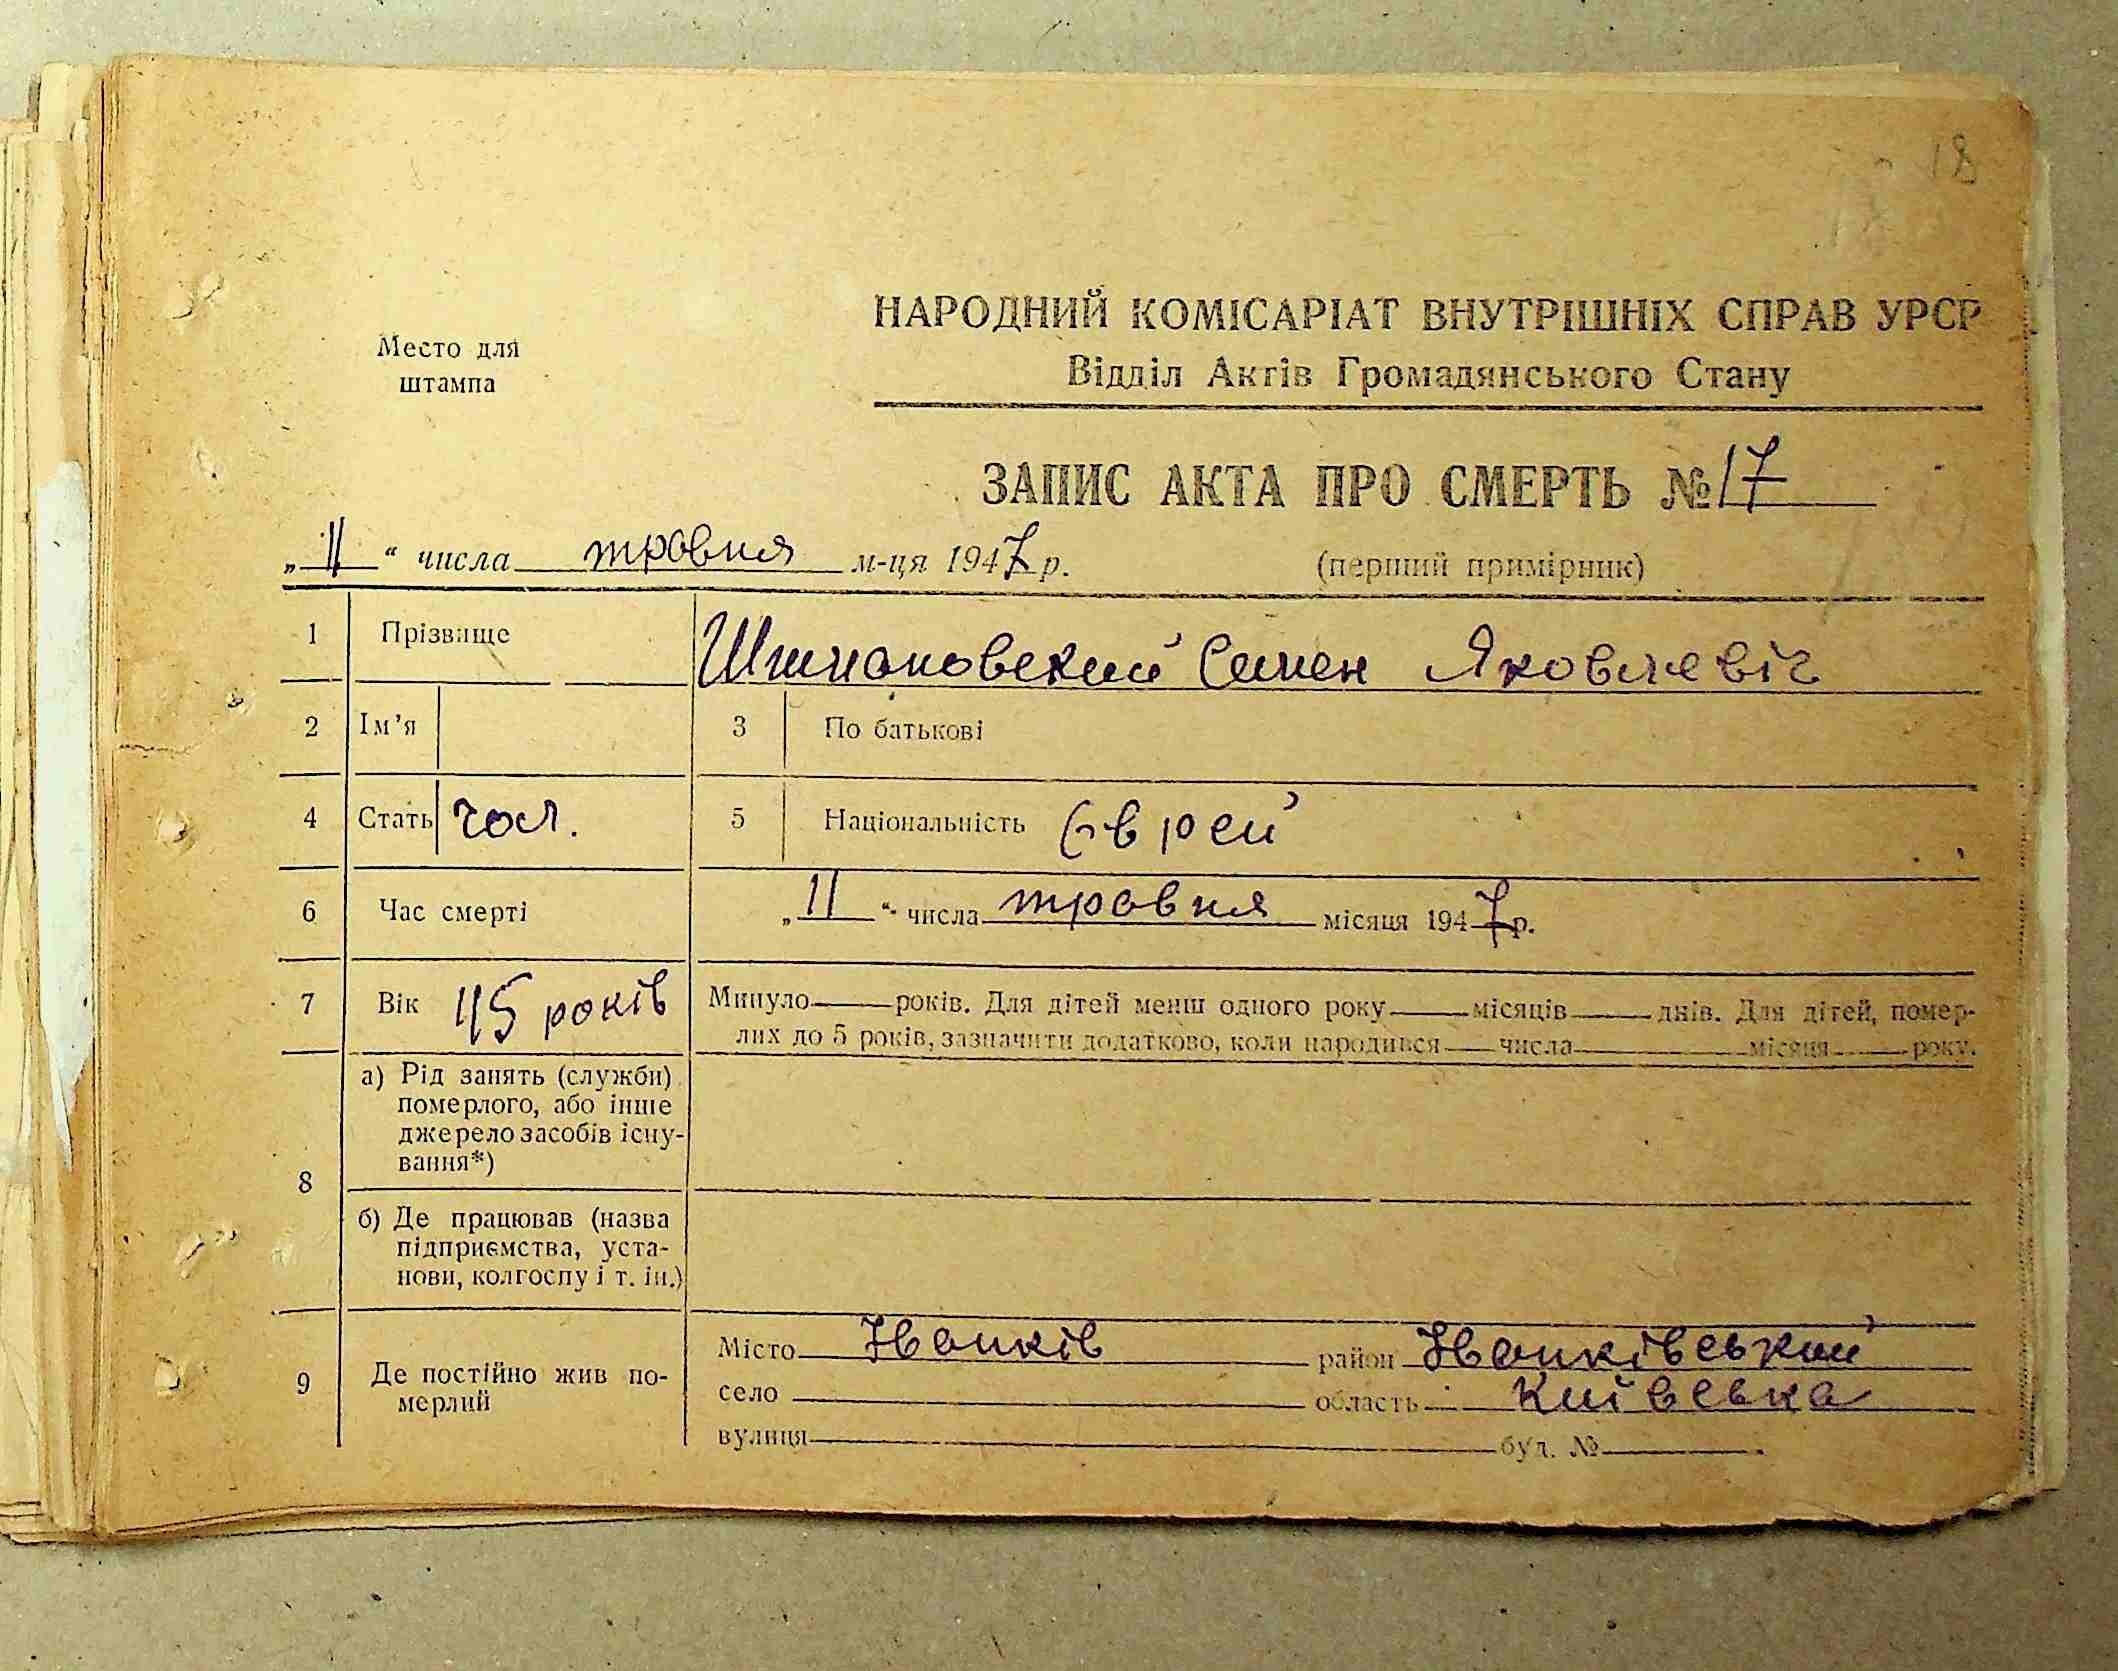 18
Место для
штампа
НАРОДНИЙ КОМІСАРІАТ ВНУТРІШНІХ СПРАВ УРСР
Відділ Актів Громадянського Стану
ЗАПИС АКТА ПРО СМЕРТЬ № 17
„ 11 “ числа травня м-ця 1947 р.
(перший примірник)
1 Прізвище Семен Яковлевіч
2 Ім’я 3 По батькові
4 Стать чол. 5 Національність Єврей
6 Час смерті „ 11 “ числа травня місяця 1947 р.
7 Вік 45 років Минуло років. Для дітей менш одного року місяців днів. Для дітей, помер-
лих до 5 років, зазначити додатково, коли народився числа місяця року.
8 а) Рід занять (служби)
померлого, або інше
джерело засобів існу-
вання*)
б) Де працював (назва
підприємства, уста-
нови, колгоспу і т. ін.)
9 Де постійно жив по-
мерлий
Місто Іванків район Іванківський
село область Київська
вулиця буд. №